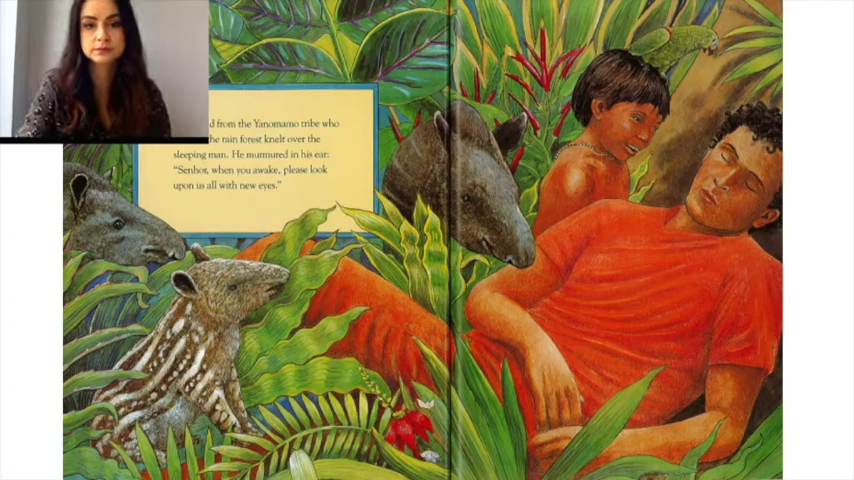 d from the Yanomamo tribe who
he rain forest knelt over the
sleeping man. He murmured in his ear:
"Senhor, when you awake, please look
upon us all with new eyes."